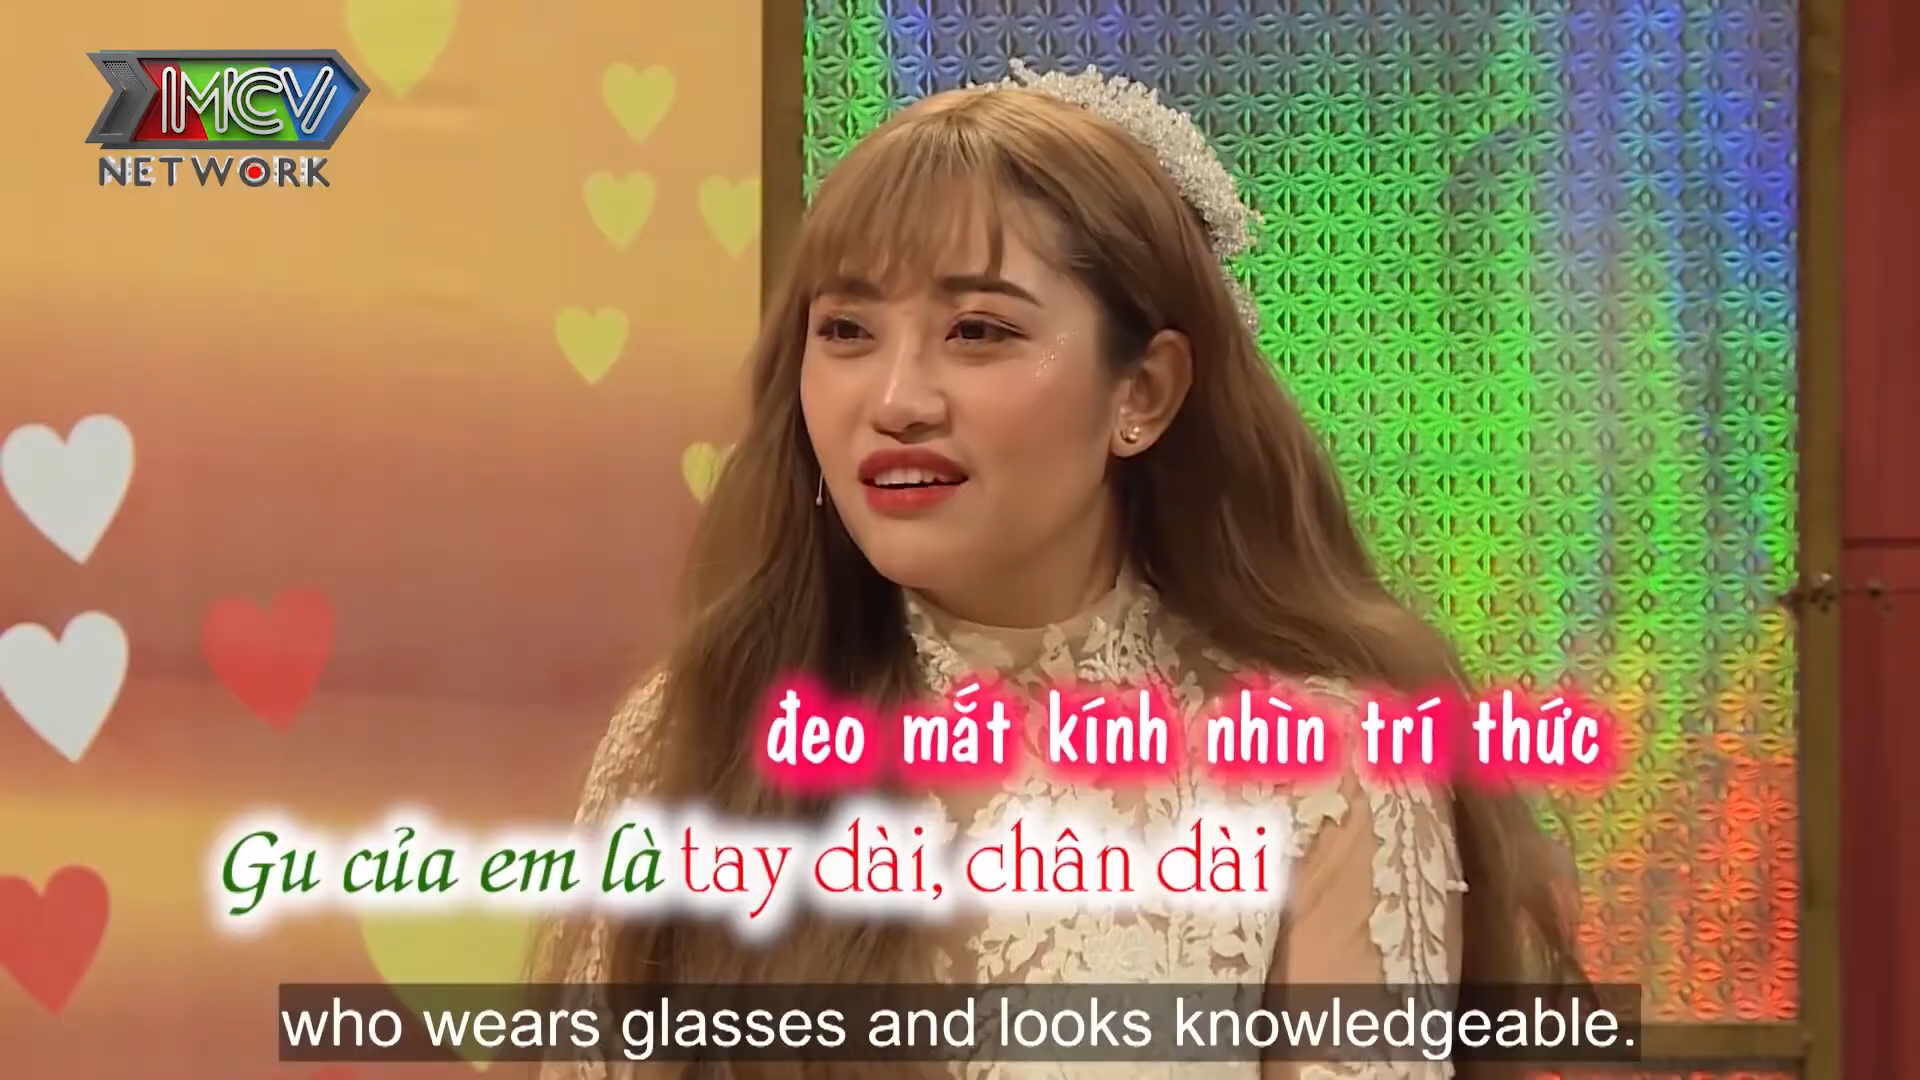 MCV
NETWORK
đeo mắt kính nhìn trí thức
Gu của em là tay dài, chân dài
who wears glasses and looks knowledgeable.